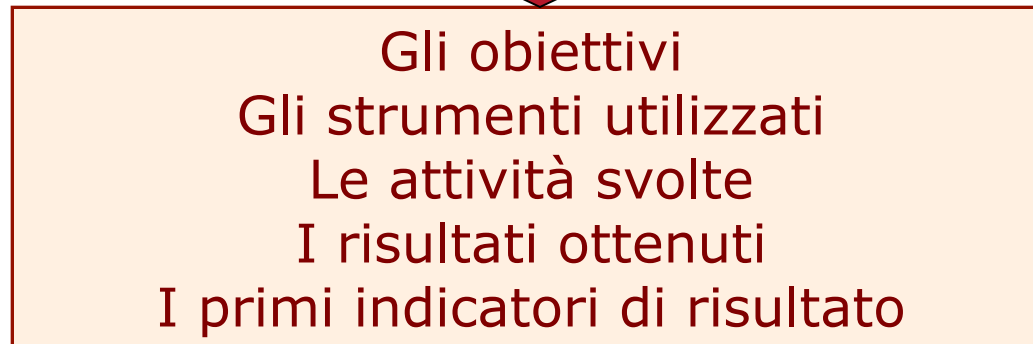 Gli obiettivi
Gli strumenti utilizzati
Le attività svolte
I risultati ottenuti
I primi indicatori di risultato